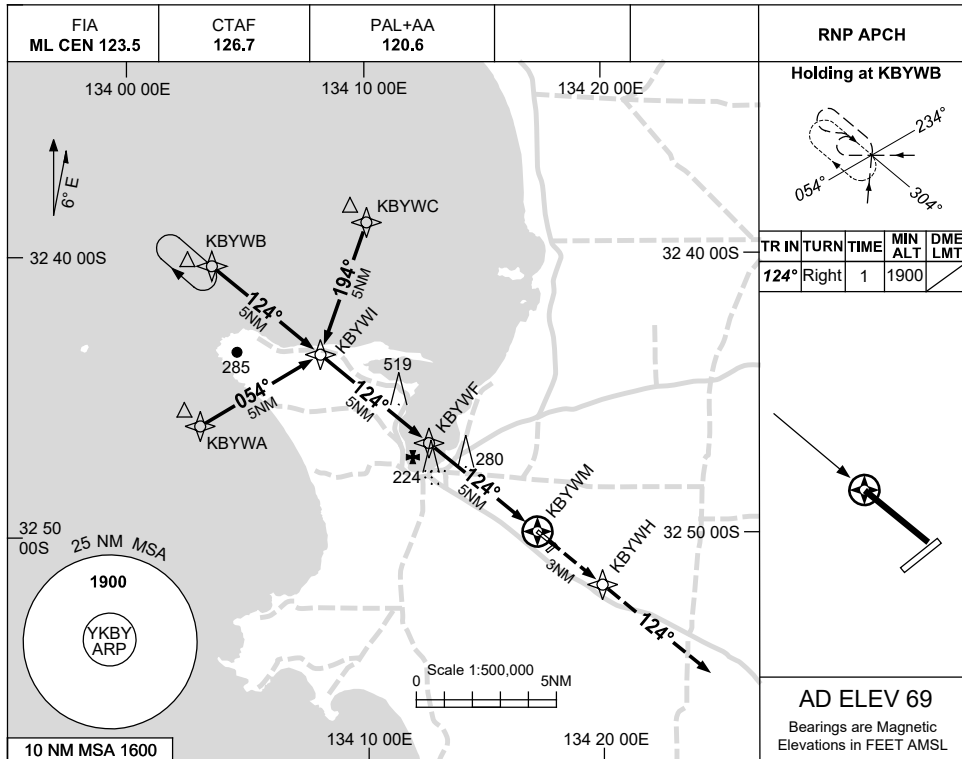 FIA
ML CEN 123.5
CTAF
126.7
PAL+AA
120.6
RNP APCH
134 00 00E
134 10 00E
134 20 00E
Holding at KBYWB
234°
054°
304°
TR IN TURN TIME MIN ALT DME LMT
124° Right 1 1900
6° E
KBYWC
KBYWB
32 40 00S
32 40 00S
194°
5NM
124°
5NM
KBYWI
285
519
054°
5NM
124°
5NM
KBYWF
KBYWA
280
224
124°
5NM
KBYWM
32 50
00S
32 50 00S
KBYWH
3NM
25 NM MSA
1900
YKBY
ARP
124°
Scale 1:500,000
0 5NM
10 NM MSA 1600
134 10 00E
134 20 00E
AD ELEV 69
Bearings are Magnetic
Elevations in FEET AMSL